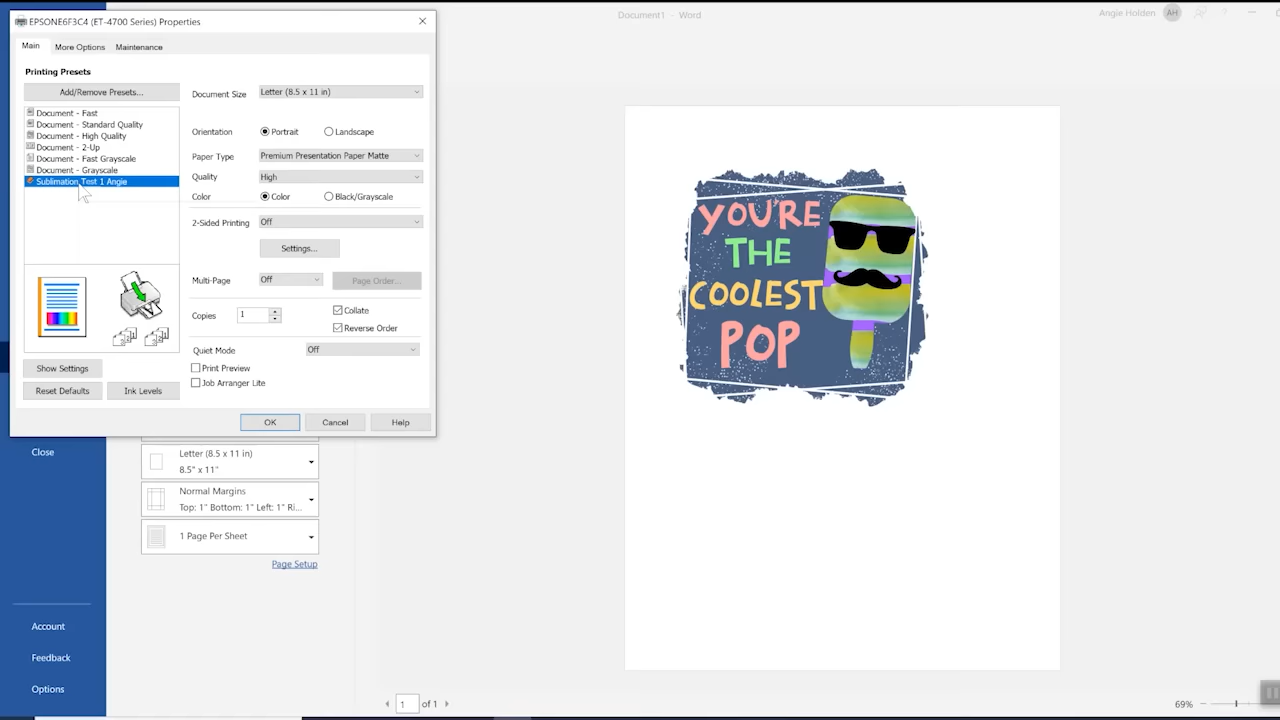 EPSONE6F3C4 (ET-4700 Series) Properties
Main
More Options
Maintenance
Printing Presets
Add/Remove Presets...
Document - Fast
Document - Standard Quality
Document - High Quality
Document - 2-Up
Document - Fast Grayscale
Document - Grayscale
Sublimation Test 1 Angie
Show Settings
Reset Defaults
Ink Levels
Document Size
Letter (8.5 x 11 in)
Orientation
Portrait
Landscape
Paper Type
Premium Presentation Paper Matte
Quality
High
Color
Color
Black/Grayscale
2-Sided Printing
Off
Settings...
Multi-Page
Off
Page Order...
Copies
1
Collate
Reverse Order
Quiet Mode
Off
Print Preview
Job Arranger Lite
OK
Cancel
Help
Document1 - Word
Angie Holden
AH
?
YOU'RE
THE
COOLEST
POP
Close
Letter (8.5 x 11 in)
8.5" x 11"
Normal Margins
Top: 1" Bottom: 1" Left: 1" Ri...
1 Page Per Sheet
Page Setup
Account
Feedback
Options
1 of 1
69%